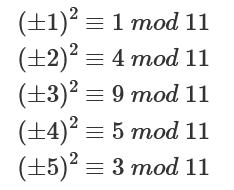 (±1)² ≡ 1 mod 11
(±2)² ≡ 4 mod 11
(±3)² ≡ 9 mod 11
(±4)² ≡ 5 mod 11
(±5)² ≡ 3 mod 11